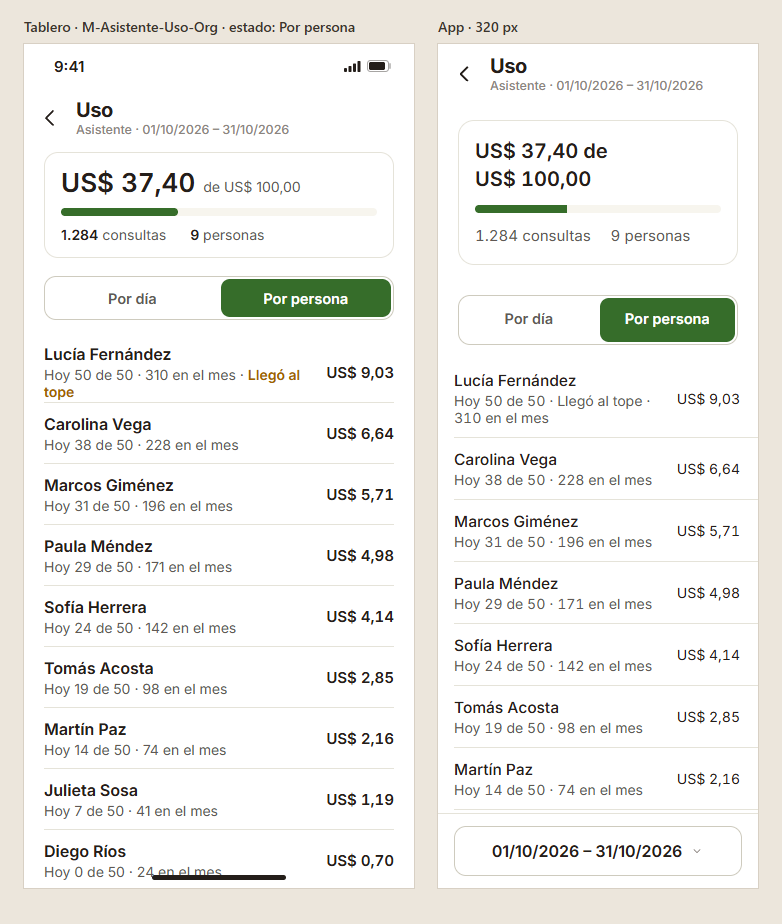 Tablero · M-Asistente-Uso-Org · estado: Por persona
9:41
Uso
Asistente · 01/10/2026 – 31/10/2026
US$ 37,40 de US$ 100,00
1.284 consultas 9 personas
Por día Por persona
Lucía Fernández
Hoy 50 de 50 · 310 en el mes · Llegó al
tope
US$ 9,03
Carolina Vega
Hoy 38 de 50 · 228 en el mes
US$ 6,64
Marcos Giménez
Hoy 31 de 50 · 196 en el mes
US$ 5,71
Paula Méndez
Hoy 29 de 50 · 171 en el mes
US$ 4,98
Sofía Herrera
Hoy 24 de 50 · 142 en el mes
US$ 4,14
Tomás Acosta
Hoy 19 de 50 · 98 en el mes
US$ 2,85
Martín Paz
Hoy 14 de 50 · 74 en el mes
US$ 2,16
Julieta Sosa
Hoy 7 de 50 · 41 en el mes
US$ 1,19
Diego Ríos
Hoy 0 de 50 · 24 en el mes
US$ 0,70
App · 320 px
Uso
Asistente · 01/10/2026 – 31/10/2026
US$ 37,40 de
US$ 100,00
1.284 consultas 9 personas
Por día Por persona
Lucía Fernández
Hoy 50 de 50 · Llegó al tope ·
310 en el mes
US$ 9,03
Carolina Vega
Hoy 38 de 50 · 228 en el mes
US$ 6,64
Marcos Giménez
Hoy 31 de 50 · 196 en el mes
US$ 5,71
Paula Méndez
Hoy 29 de 50 · 171 en el mes
US$ 4,98
Sofía Herrera
Hoy 24 de 50 · 142 en el mes
US$ 4,14
Tomás Acosta
Hoy 19 de 50 · 98 en el mes
US$ 2,85
Martín Paz
Hoy 14 de 50 · 74 en el mes
US$ 2,16
01/10/2026 – 31/10/2026